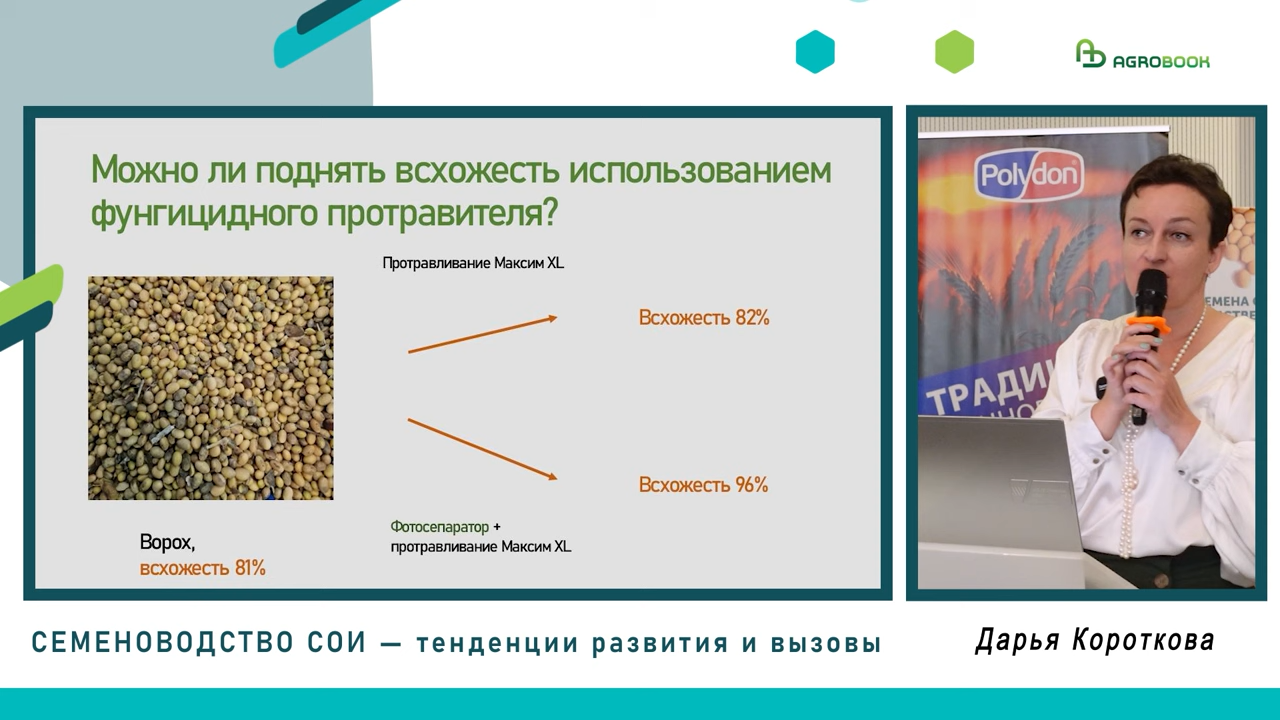 AGROBOOK
Можно ли поднять всхожесть использованием
фунгицидного протравителя?
Протравливание Максим XL
Всхожесть 82%
Всхожесть 96%
Фотосепаратор +
протравливание Максим XL
Ворох,
всхожесть 81%
Polydon
ТРАДИ
СЕМЕНОВОДСТВО СОИ — тенденции развития и вызовы
Дарья Короткова